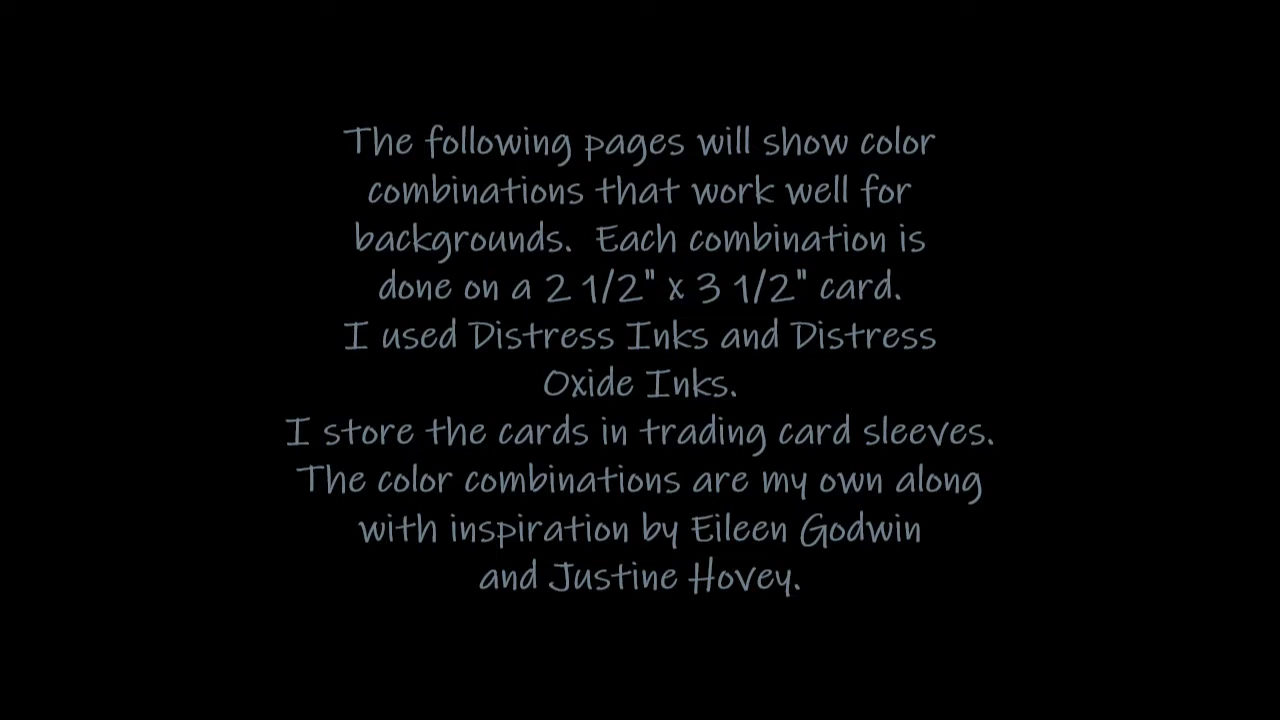 The following pages will show color
combinations that work well for
backgrounds.  Each combination is
done on a 2 1/2" x 3 1/2" card.
I used Distress Inks and Distress
Oxide Inks.
I store the cards in trading card sleeves.
The color combinations are my own along
with inspiration by Eileen Godwin
and Justine Hovey.